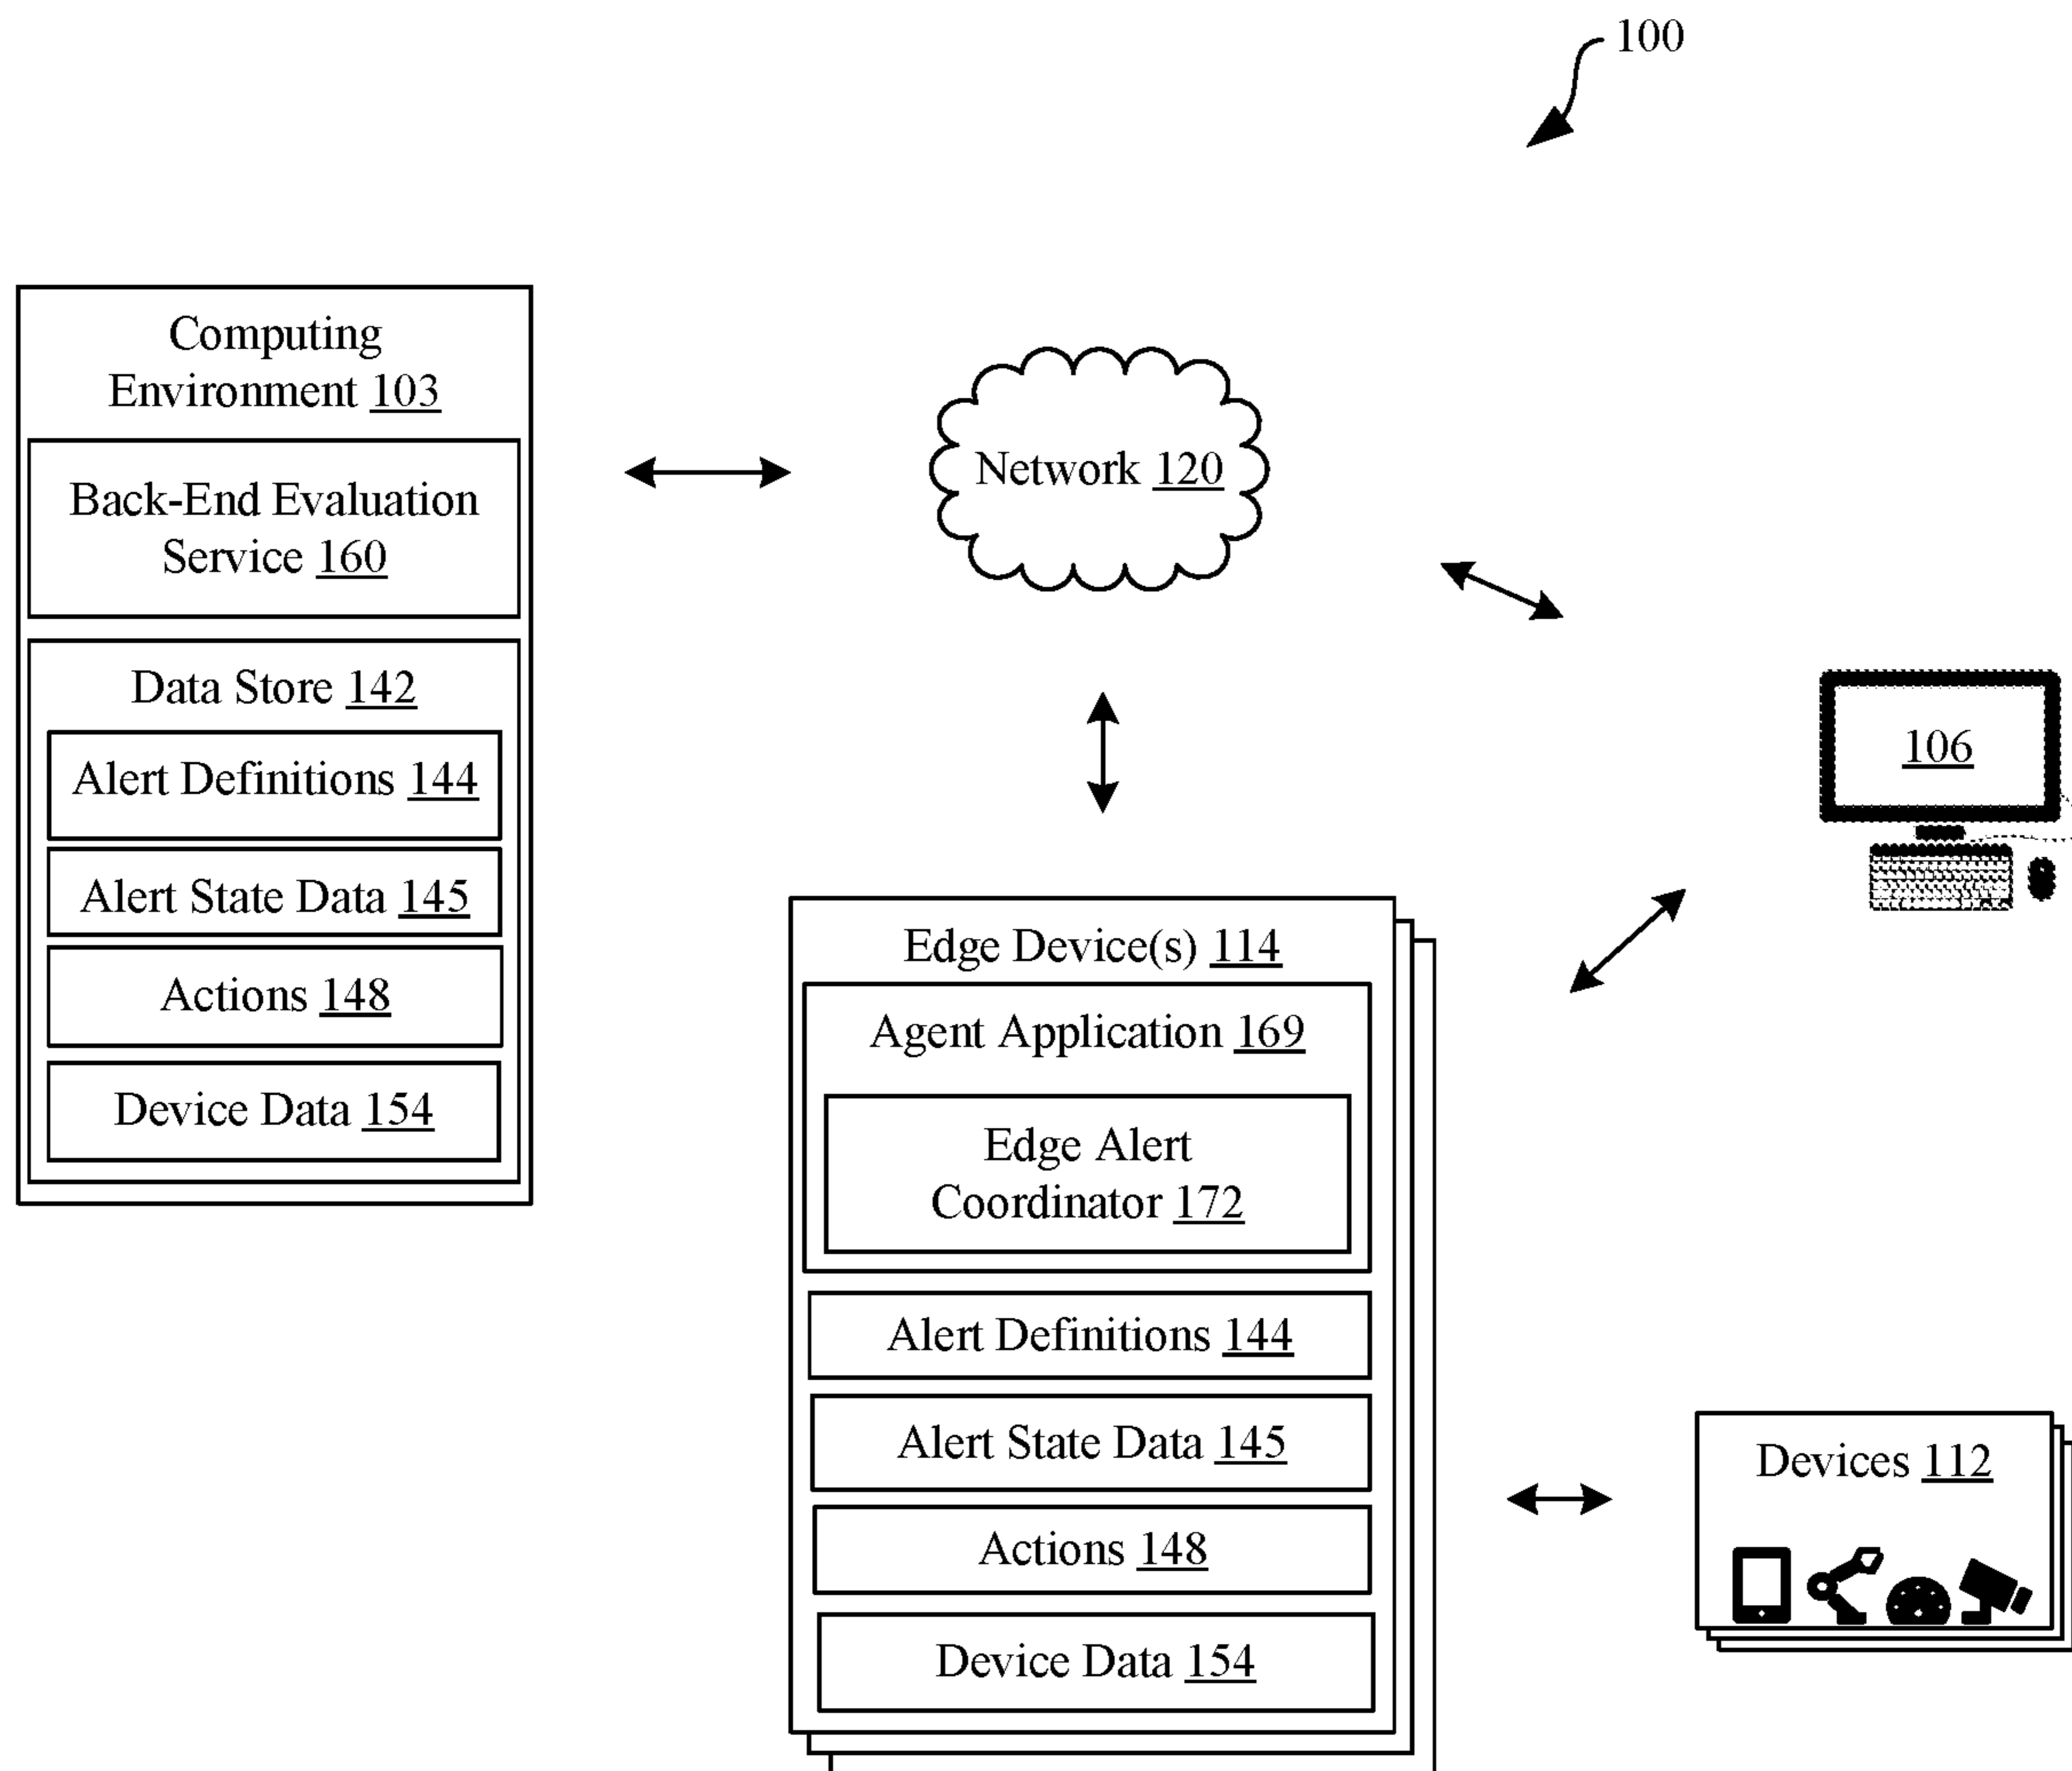 100
Computing
Environment 103
Back-End Evaluation
Service 160
Data Store 142
Alert Definitions 144
Alert State Data 145
Actions 148
Device Data 154
Network 120
106
Edge Device(s) 114
Agent Application 169
Edge Alert
Coordinator 172
Alert Definitions 144
Alert State Data 145
Actions 148
Device Data 154
Devices 112